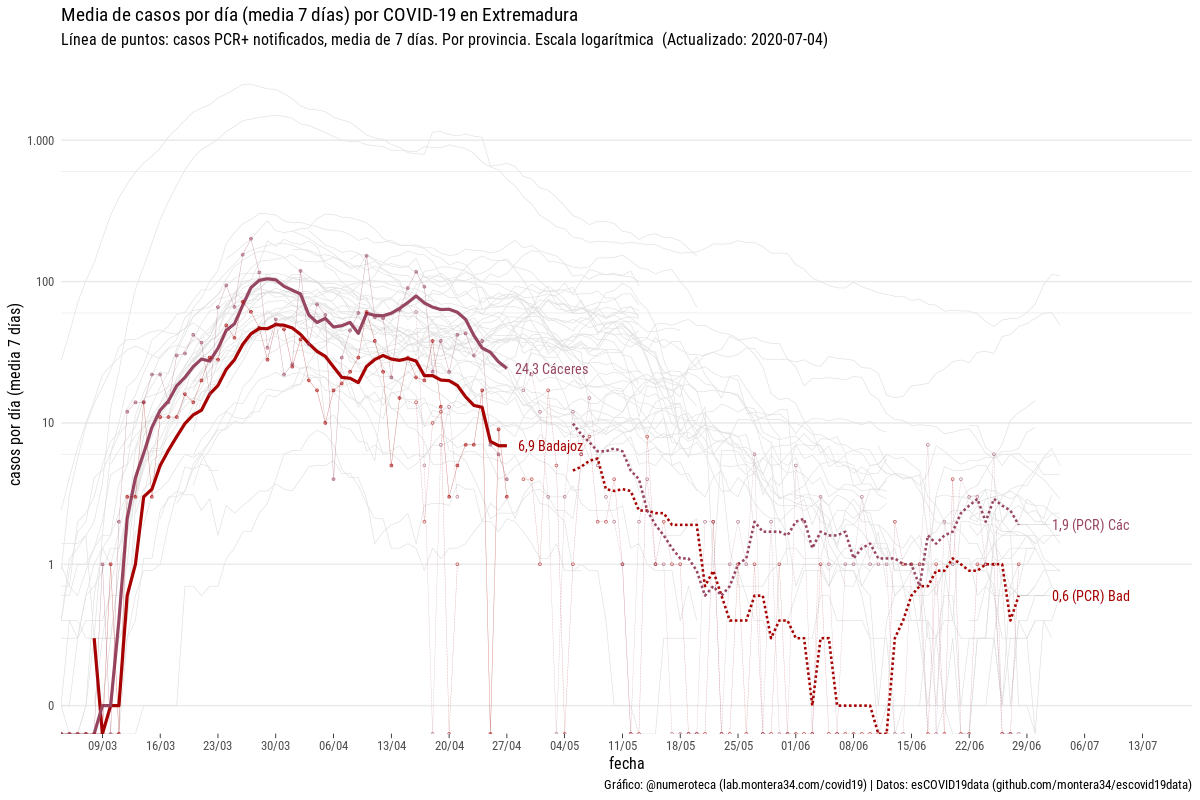 Media de casos por día (media 7 días) por COVID-19 en Extremadura
Línea de puntos: casos PCR+ notificados, media de 7 días. Por provincia. Escala logarítmica (Actualizado: 2020-07-04)
casos por día (media 7 días)
1.000
100
10
1
0
24,3 Cáceres
6,9 Badajoz
1,9 (PCR) Các
0,6 (PCR) Bad
09/03 16/03 23/03 30/03 06/04 13/04 20/04 27/04 04/05 11/05 18/05 25/05 01/06 08/06 15/06 22/06 29/06 06/07 13/07
fecha
Gráfico: @numeroteca (lab.montera34.com/covid19) | Datos: esCOVID19data (github.com/montera34/escovid19data)